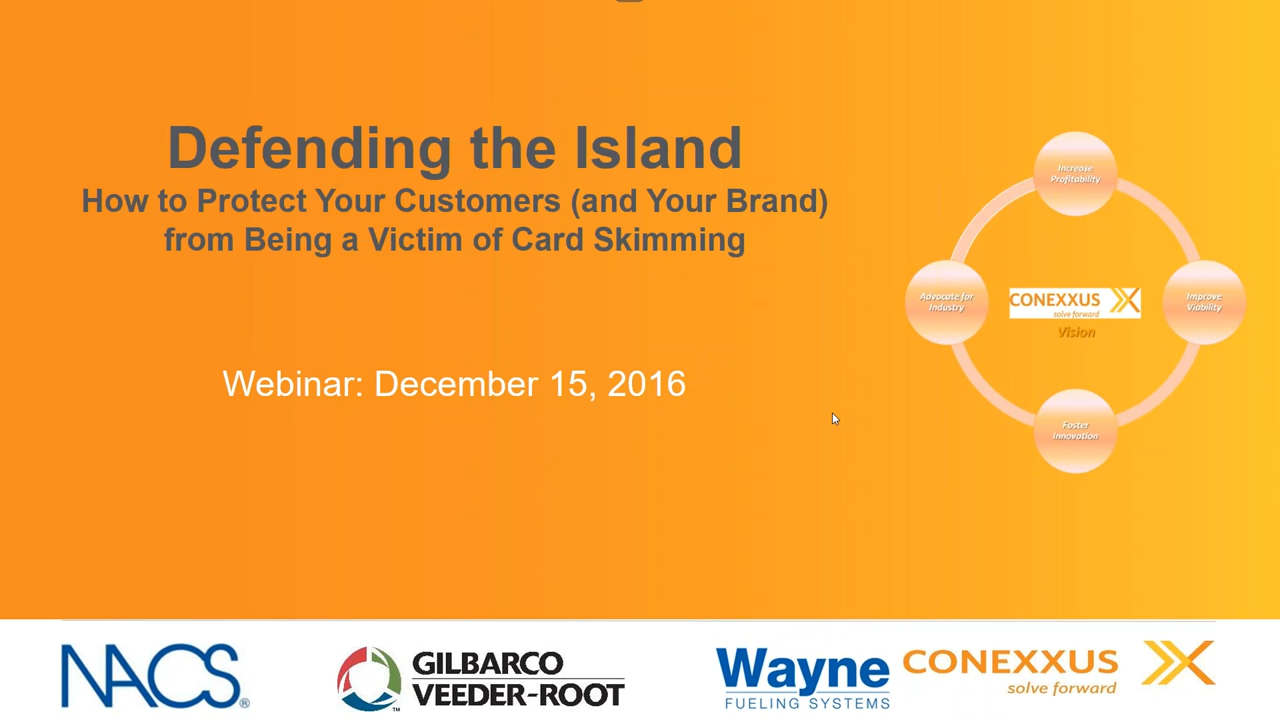 Defending the Island
How to Protect Your Customers (and Your Brand)
from Being a Victim of Card Skimming
Webinar: December 15, 2016
Increase
Profitability
Advocate for
Industry
CONEXXUS
solve forward
Vision
Improve
Viability
Foster
Innovation
NACS®
GILBARCO
VEEDER-ROOT™
Wayne
FUELING SYSTEMS
CONEXXUS
solve forward